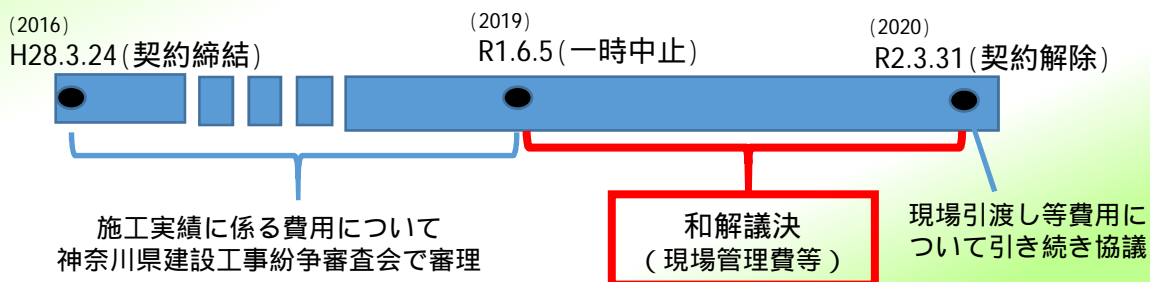 (2016)
H28.3.24(契約締結)
(2019)
R1.6.5(一時中止)
(2020)
R2.3.31(契約解除)
施工実績に係る費用について
神奈川県建設工事紛争審査会で審理
和解議決
(現場管理費等)
現場引渡し等費用に
ついて引き続き協議